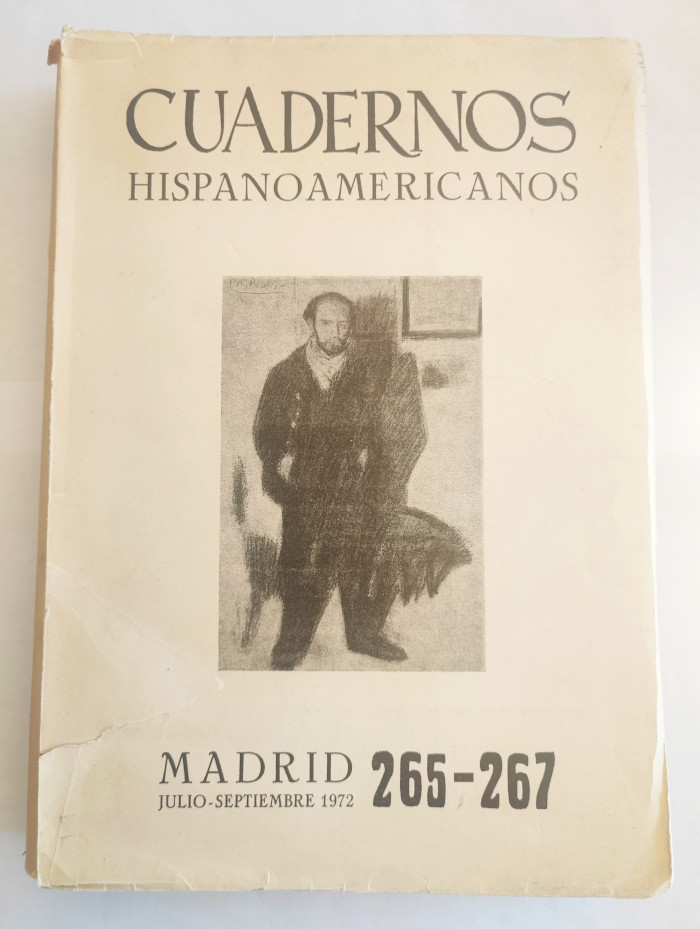 CUADERNOS
HISPANOAMERICANOS
MADRID 265-267
JULIO-SEPTIEMBRE 1972